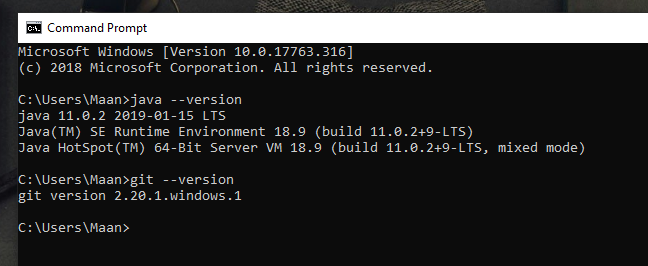 Command Prompt
Microsoft Windows [Version 10.0.17763.316]
(c) 2018 Microsoft Corporation. All rights reserved.
C:\Users\Maan>java --version
java 11.0.2 2019-01-15 LTS
Java(TM) SE Runtime Environment 18.9 (build 11.0.2+9-LTS)
Java HotSpot(TM) 64-Bit Server VM 18.9 (build 11.0.2+9-LTS, mixed mode)
C:\Users\Maan>git --version
git version 2.20.1.windows.1
C:\Users\Maan>